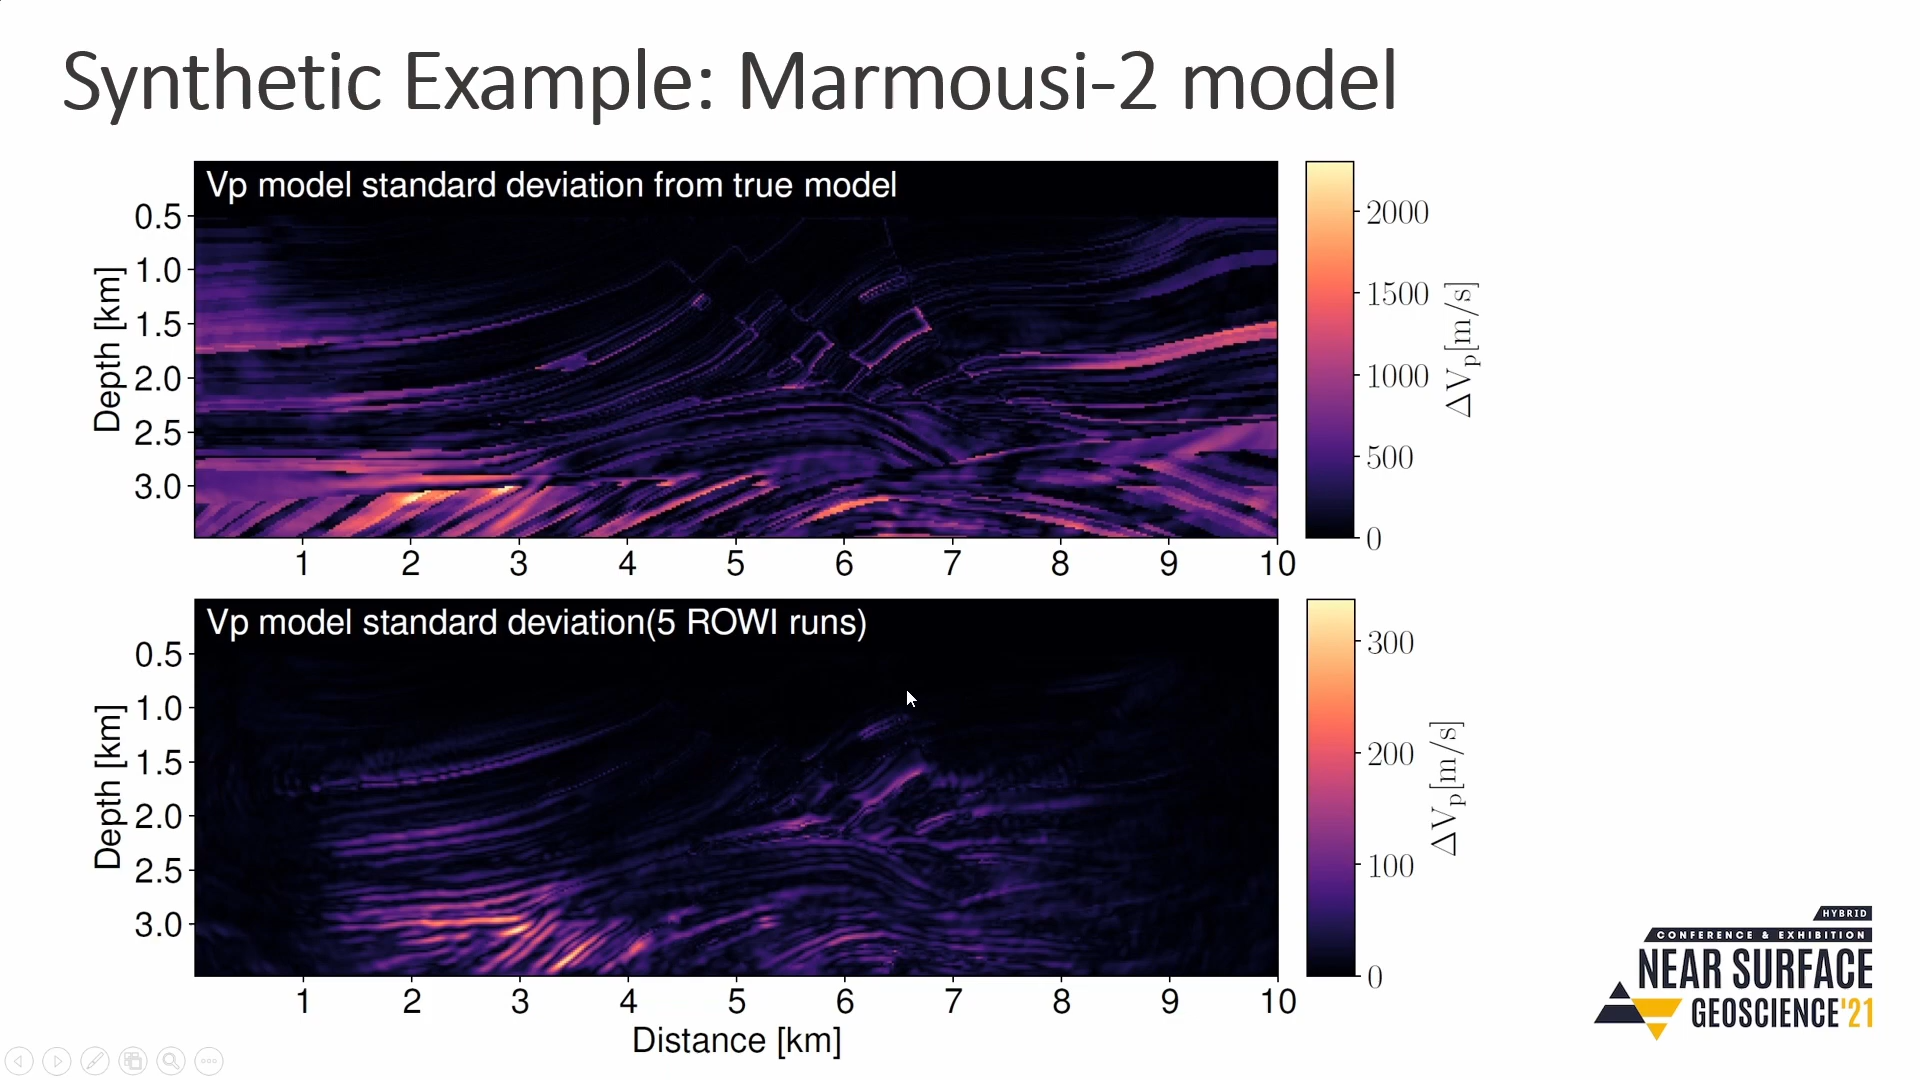 Synthetic Example: Marmousi-2 model
Vp model standard deviation from true model
0.5
1.0
1.5
2.0
2.5
3.0
Depth [km]
1 2 3 4 5 6 7 8 9 10
2000
1500
1000
500
0
ΔVp[m/s]
Vp model standard deviation(5 ROWI runs)
0.5
1.0
1.5
2.0
2.5
3.0
Depth [km]
1 2 3 4 5 6 7 8 9 10
Distance [km]
300
200
100
0
ΔVp[m/s]
HYBRID
CONFERENCE & EXHIBITION
NEAR SURFACE
GEOSCIENCE'21